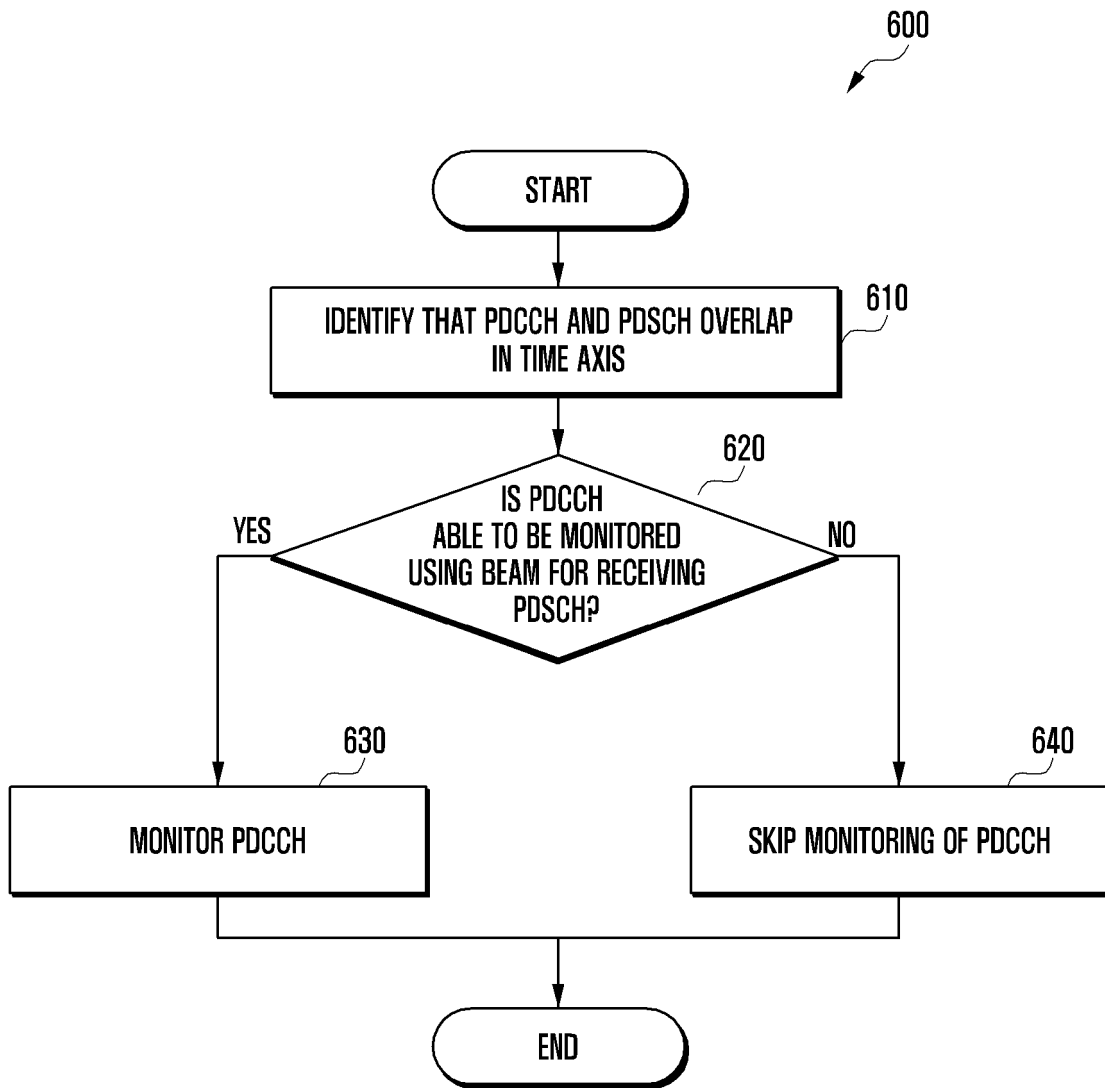 600
START
IDENTIFY THAT PDCCH AND PDSCH OVERLAP
IN TIME AXIS
610
620
IS PDCCH
ABLE TO BE MONITORED
USING BEAM FOR RECEIVING
PDSCH?
YES
NO
630
MONITOR PDCCH
640
SKIP MONITORING OF PDCCH
END